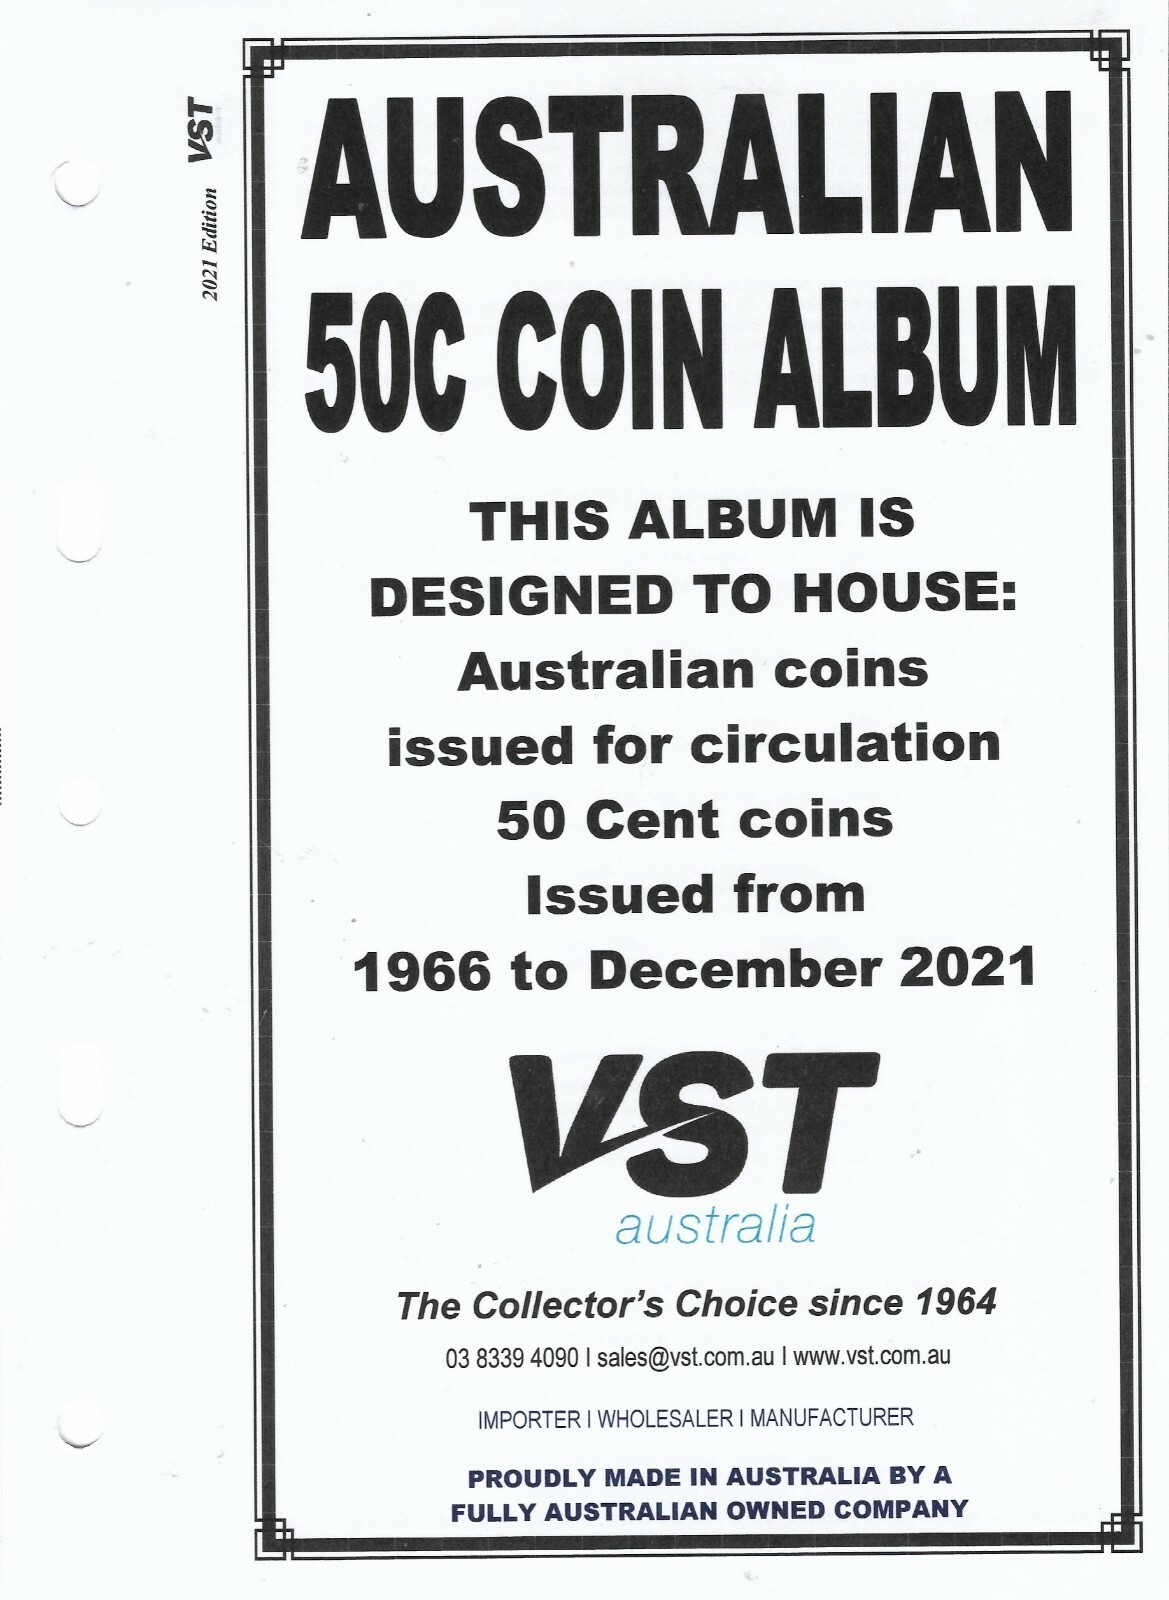 2021 Edition VST
AUSTRALIAN
50C COIN ALBUM
THIS ALBUM IS
DESIGNED TO HOUSE:
Australian coins
issued for circulation
50 Cent coins
Issued from
1966 to December 2021
VST
australia
The Collector's Choice since 1964
03 8339 4090 I sales@vst.com.au I www.vst.com.au
IMPORTER I WHOLESALER I MANUFACTURER
PROUDLY MADE IN AUSTRALIA BY A
FULLY AUSTRALIAN OWNED COMPANY